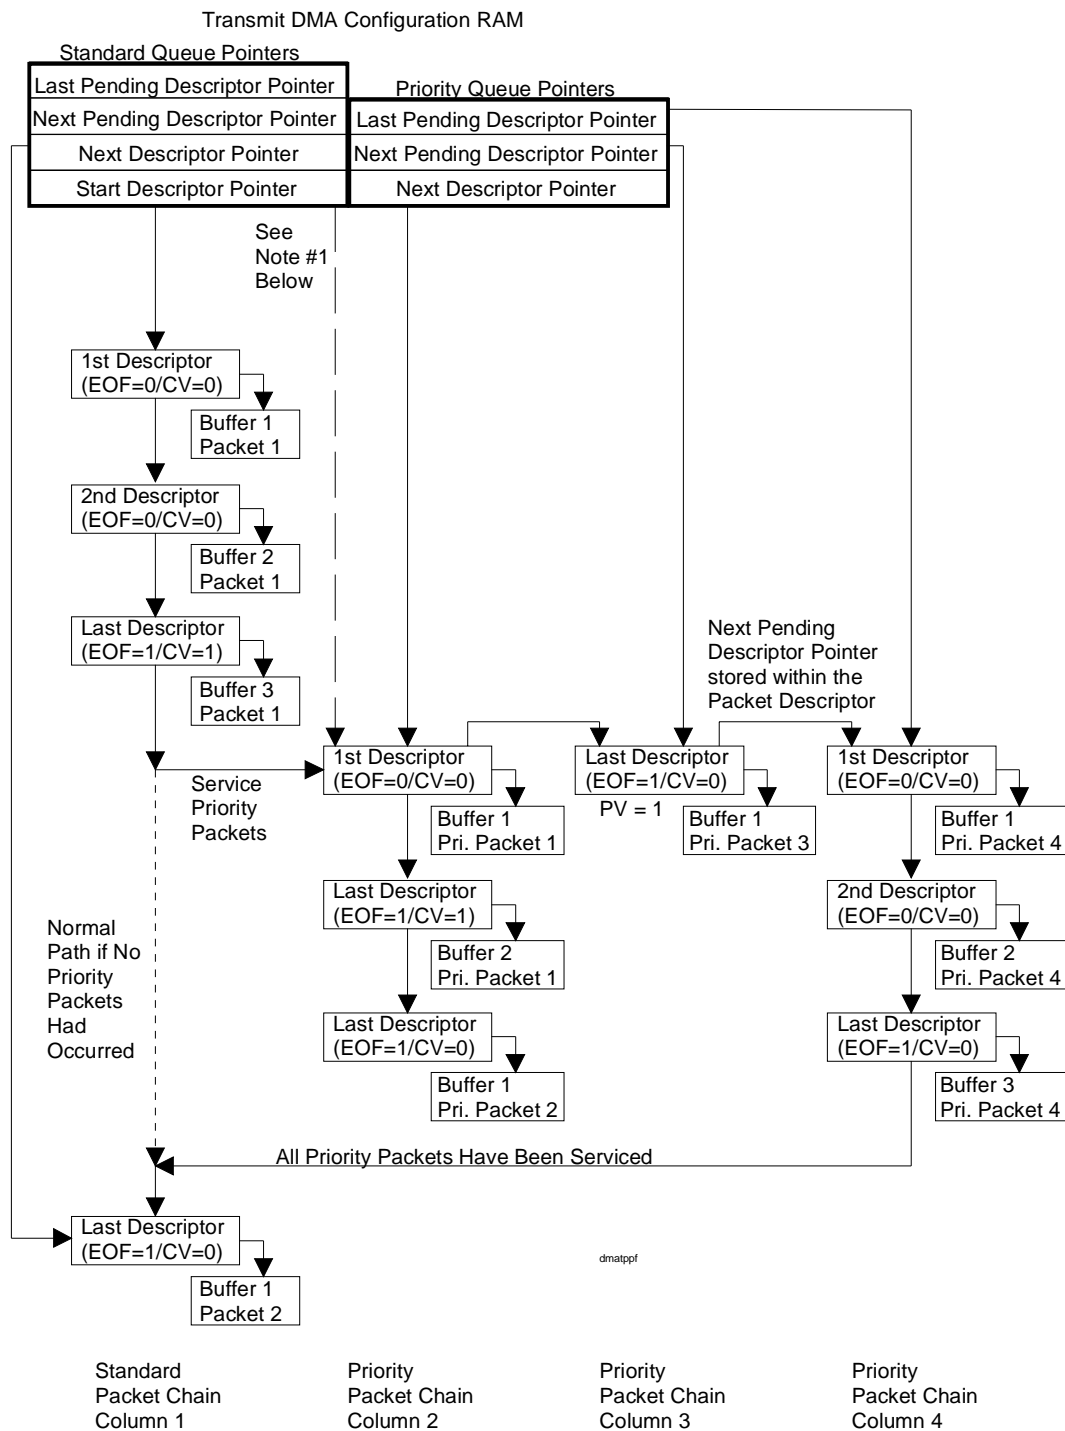 Transmit DMA Configuration RAM
Standard Queue Pointers
Last Pending Descriptor Pointer
Next Pending Descriptor Pointer
Next Descriptor Pointer
Start Descriptor Pointer
Priority Queue Pointers
Last Pending Descriptor Pointer
Next Pending Descriptor Pointer
Next Descriptor Pointer
See
Note #1
Below
1st Descriptor
(EOF=0/CV=0)
Buffer 1
Packet 1
2nd Descriptor
(EOF=0/CV=0)
Buffer 2
Packet 1
Last Descriptor
(EOF=1/CV=1)
Buffer 3
Packet 1
Next Pending
Descriptor Pointer
stored within the
Packet Descriptor
Service
Priority
Packets
1st Descriptor
(EOF=0/CV=0)
Buffer 1
Pri. Packet 1
Last Descriptor
(EOF=1/CV=1)
Buffer 2
Pri. Packet 1
Last Descriptor
(EOF=1/CV=0)
Buffer 1
Pri. Packet 2
Last Descriptor
(EOF=1/CV=0)
PV = 1
Buffer 1
Pri. Packet 3
1st Descriptor
(EOF=0/CV=0)
Buffer 1
Pri. Packet 4
2nd Descriptor
(EOF=0/CV=0)
Buffer 2
Pri. Packet 4
Last Descriptor
(EOF=1/CV=0)
Buffer 3
Pri. Packet 4
Normal
Path if No
Priority
Packets
Had
Occurred
All Priority Packets Have Been Serviced
Last Descriptor
(EOF=1/CV=0)
Buffer 1
Packet 2
dmatppf
Standard
Packet Chain
Column 1
Priority
Packet Chain
Column 2
Priority
Packet Chain
Column 3
Priority
Packet Chain
Column 4